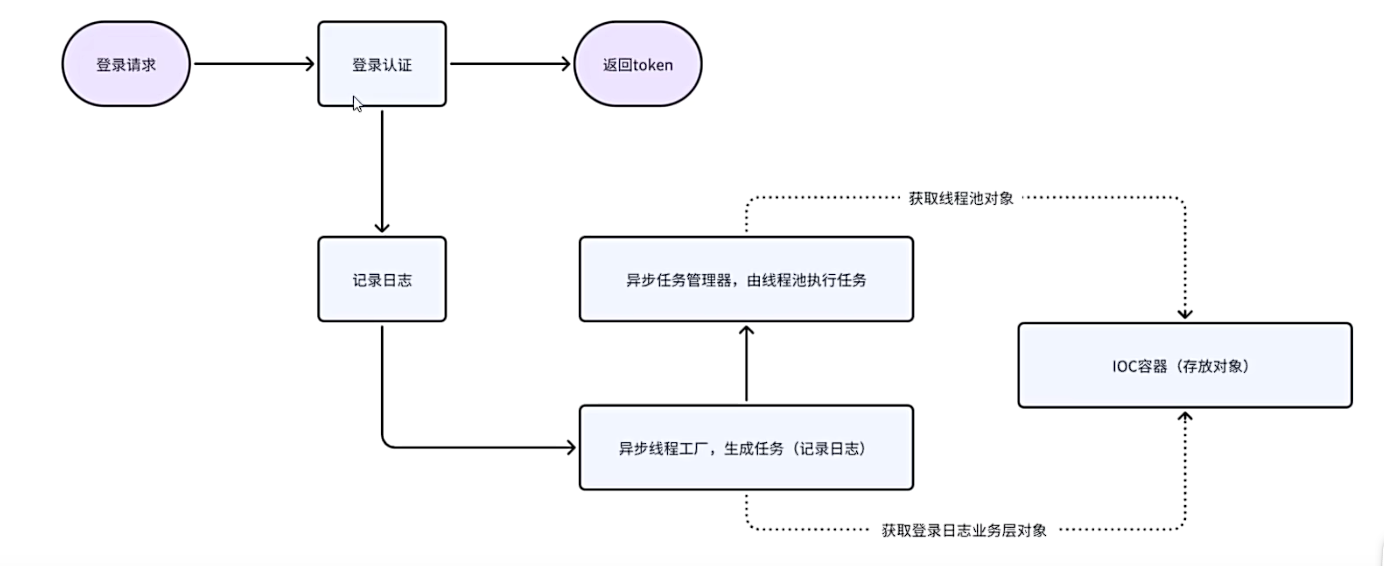 登录请求
登录认证
返回token
获取线程池对象
记录日志
异步任务管理器，由线程池执行任务
IOC容器（存放对象）
异步线程工厂，生成任务（记录日志）
获取登录日志业务层对象